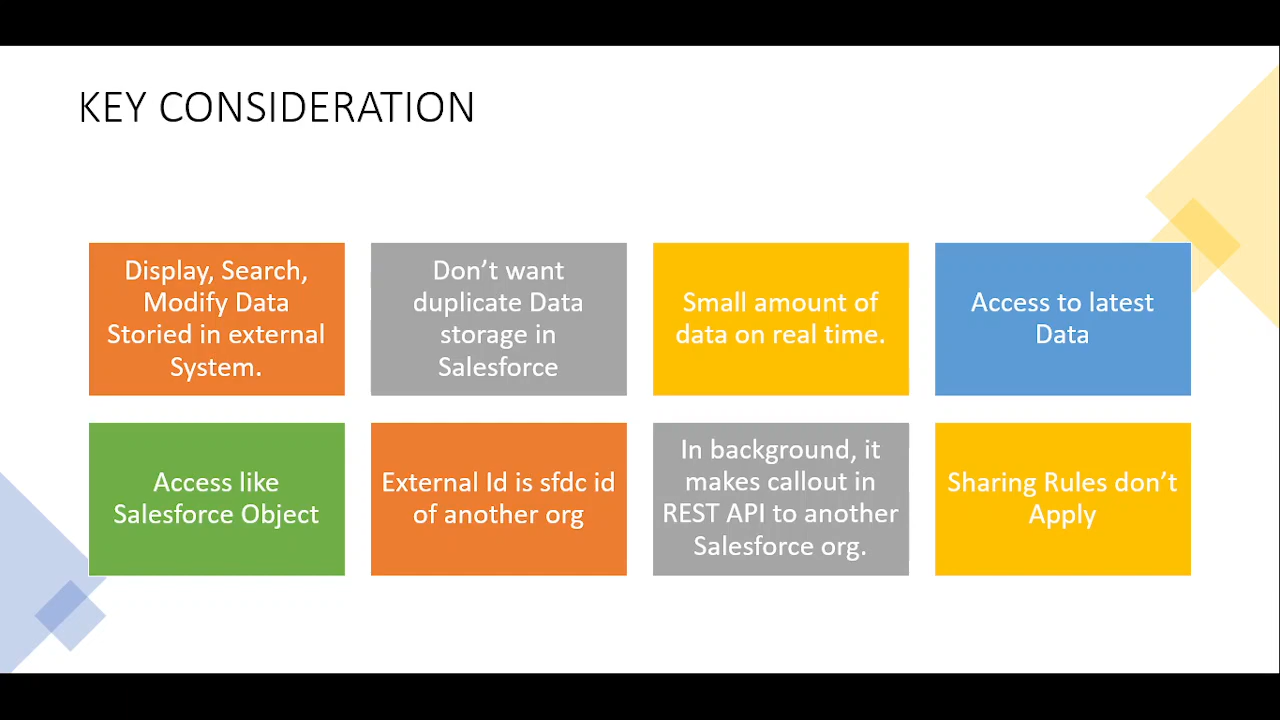 KEY CONSIDERATION
Display, Search,
Modify Data
Storied in external
System.
Don’t want
duplicate Data
storage in
Salesforce
Small amount of
data on real time.
Access to latest
Data
Access like
Salesforce Object
External Id is sfdc id
of another org
In background, it
makes callout in
REST API to another
Salesforce org.
Sharing Rules don’t
Apply